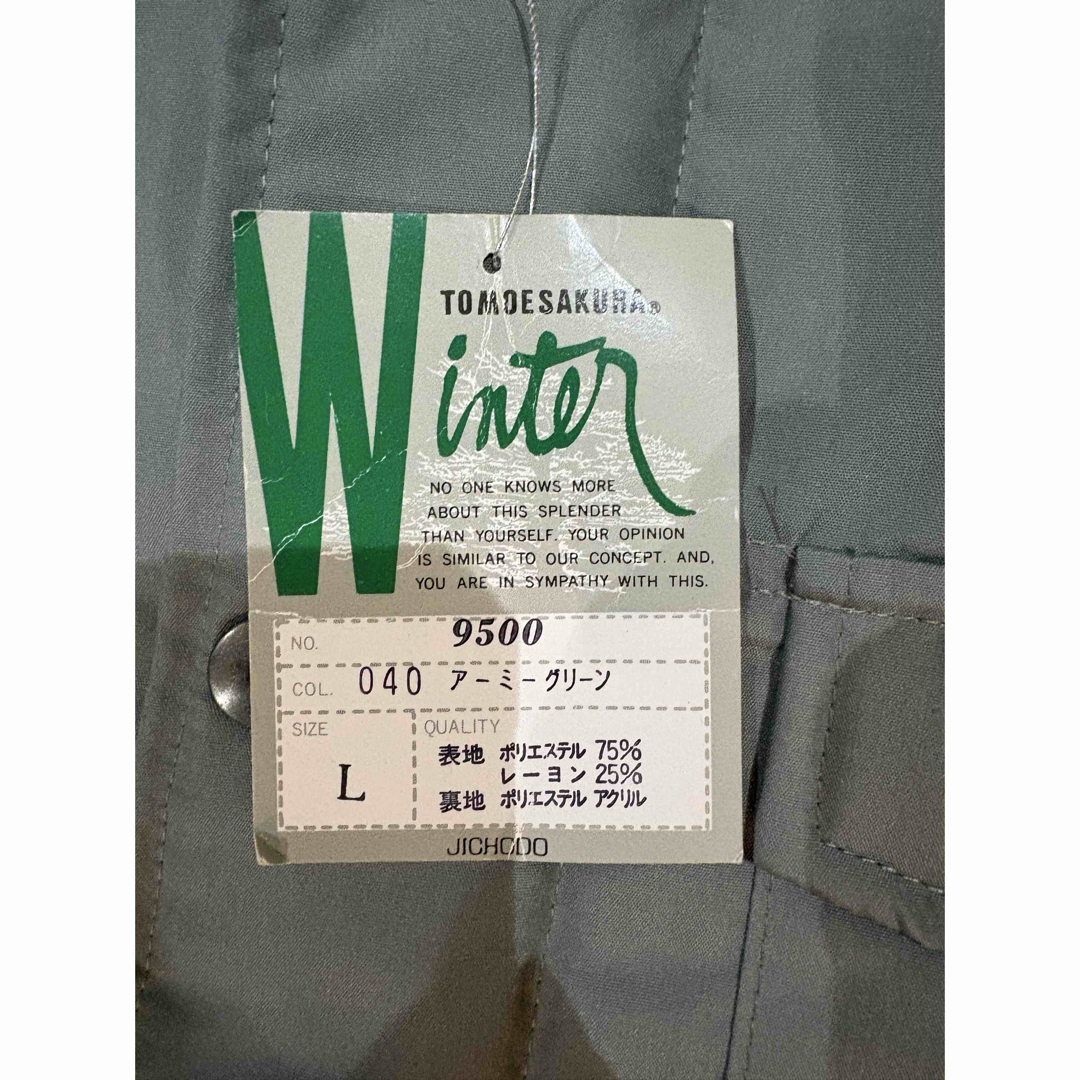 TOMOESAKURA®
Winter
NO ONE KNOWS MORE
ABOUT THIS SPLENDER
THAN YOURSELF. YOUR OPINION
IS SIMILAR TO OUR CONCEPT. AND,
YOU ARE IN SYMPATHY WITH THIS.
NO. 9500
COL. 040 アーミーグリーン
SIZE L
QUALITY
表地 ポリエステル 75%
レーヨン 25%
裏地 ポリエステル アクリル
JICHODO